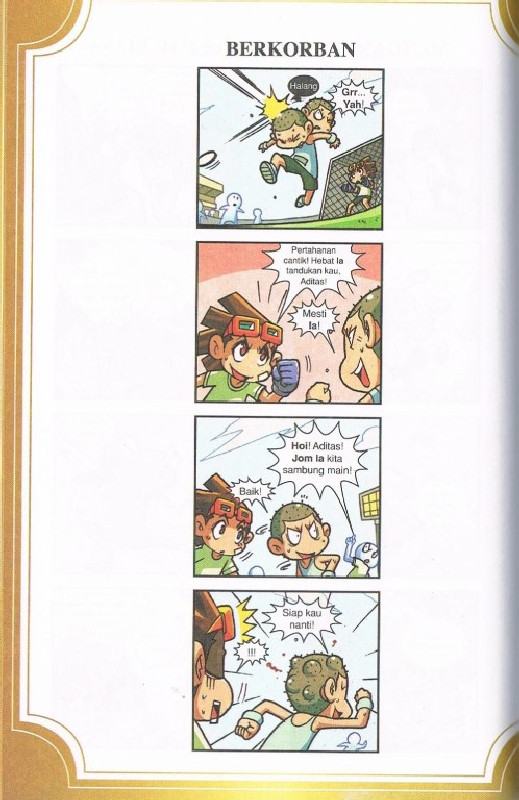 BERKORBAN
Halang
Grr...
Yah!
Pertahanan
cantik! Hebat la
tandukan kau,
Aditas!
Mesti
la!
Hoi! Aditas!
Jom la kita
sambung main!
Baik!
Siap kau
nanti!
!!!